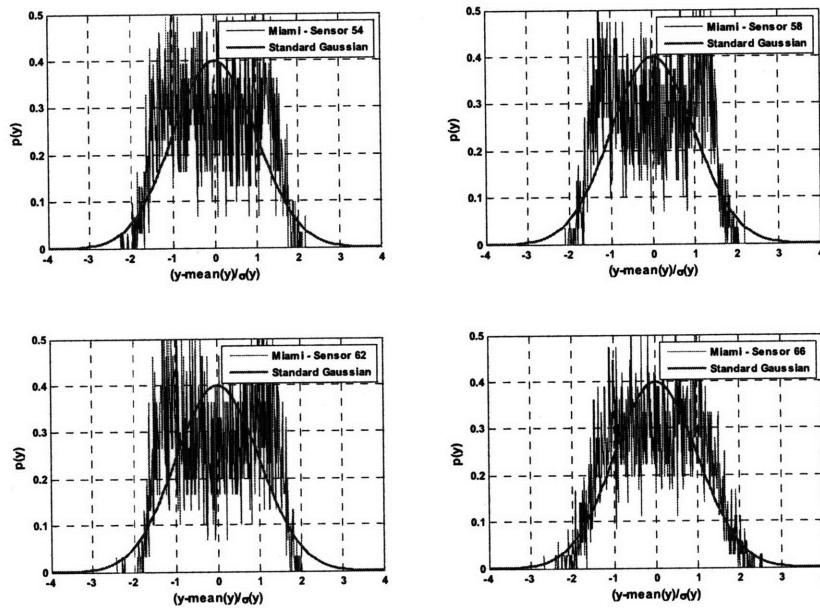 0.5
0.4
0.3
0.2
0.1
0
p(y)
Miami - Sensor 54
Standard Gaussian
-4 -3 -2 -1 0 1 2 3 4
(y-mean(y)/σ(y)
0.5
0.4
0.3
0.2
0.1
0
p(y)
Miami - Sensor 58
Standard Gaussian
-4 -3 -2 -1 0 1 2 3 4
(y-mean(y)/σ(y)
0.5
0.4
0.3
0.2
0.1
0
p(y)
Miami - Sensor 62
Standard Gaussian
-4 -3 -2 -1 0 1 2 3 4
(y-mean(y)/σ(y)
0.5
0.4
0.3
0.2
0.1
0
p(y)
Miami - Sensor 66
Standard Gaussian
-4 -3 -2 -1 0 1 2 3 4
(y-mean(y)/σ(y)